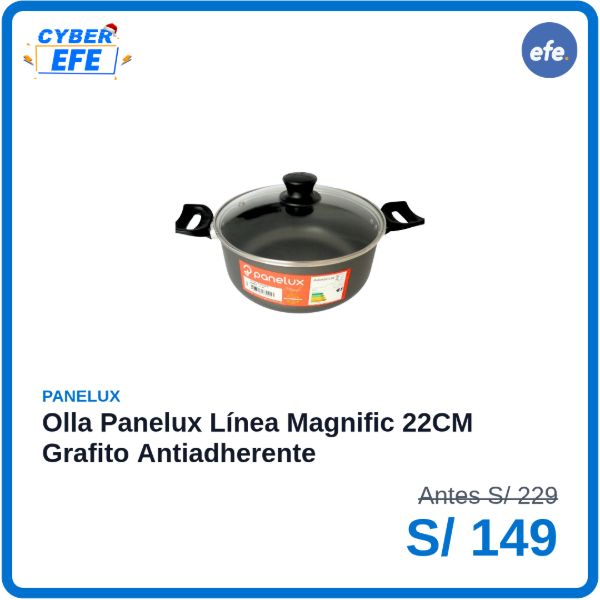 CYBER
EFE
efe.
panelux
PANELUX
Olla Panelux Línea Magnific 22CM
Grafito Antiadherente
Antes S/ 229
S/ 149